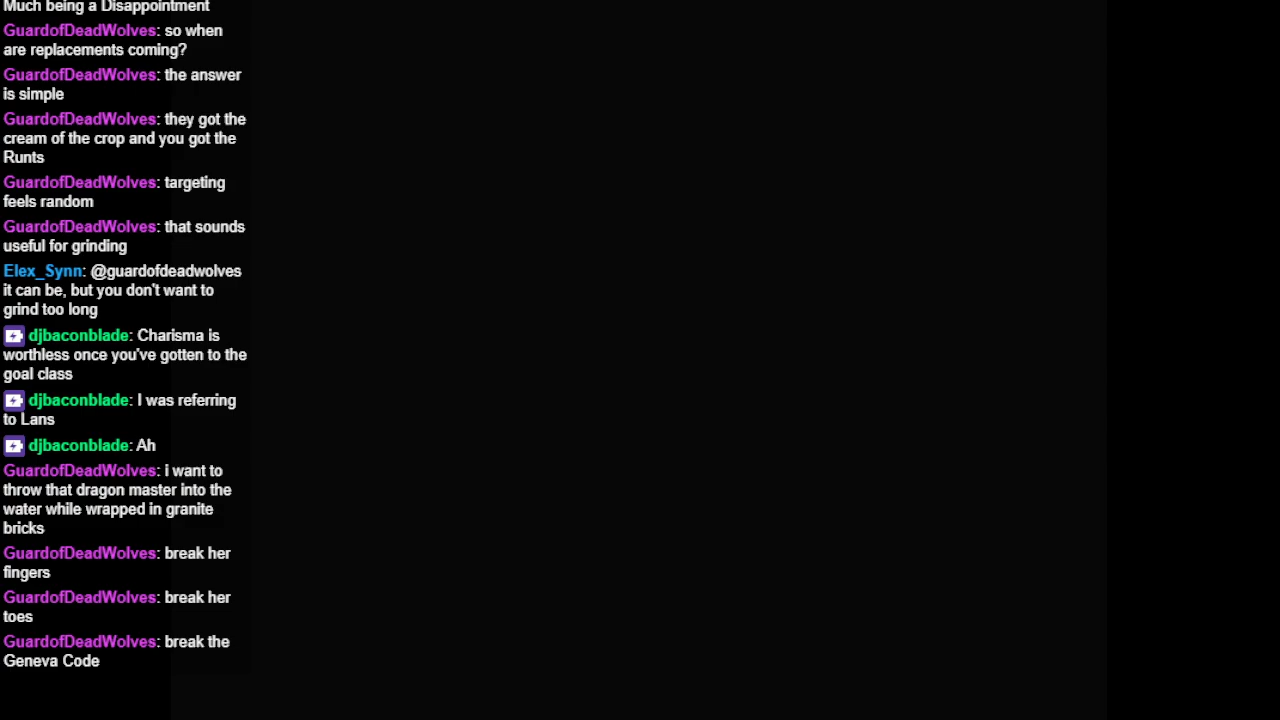 Much being a Disappointment
GuardofDeadWolves: so when
are replacements coming?
GuardofDeadWolves: the answer
is simple
GuardofDeadWolves: they got the
cream of the crop and you got the
Runts
GuardofDeadWolves: targeting
feels random
GuardofDeadWolves: that sounds
useful for grinding
Elex_Synn: @guardofdeadwolves
it can be, but you don't want to
grind too long
djbaconblade: Charisma is
worthless once you've gotten to the
goal class
djbaconblade: I was referring
to Lans
djbaconblade: Ah
GuardofDeadWolves: i want to
throw that dragon master into the
water while wrapped in granite
bricks
GuardofDeadWolves: break her
fingers
GuardofDeadWolves: break her
toes
GuardofDeadWolves: break the
Geneva Code